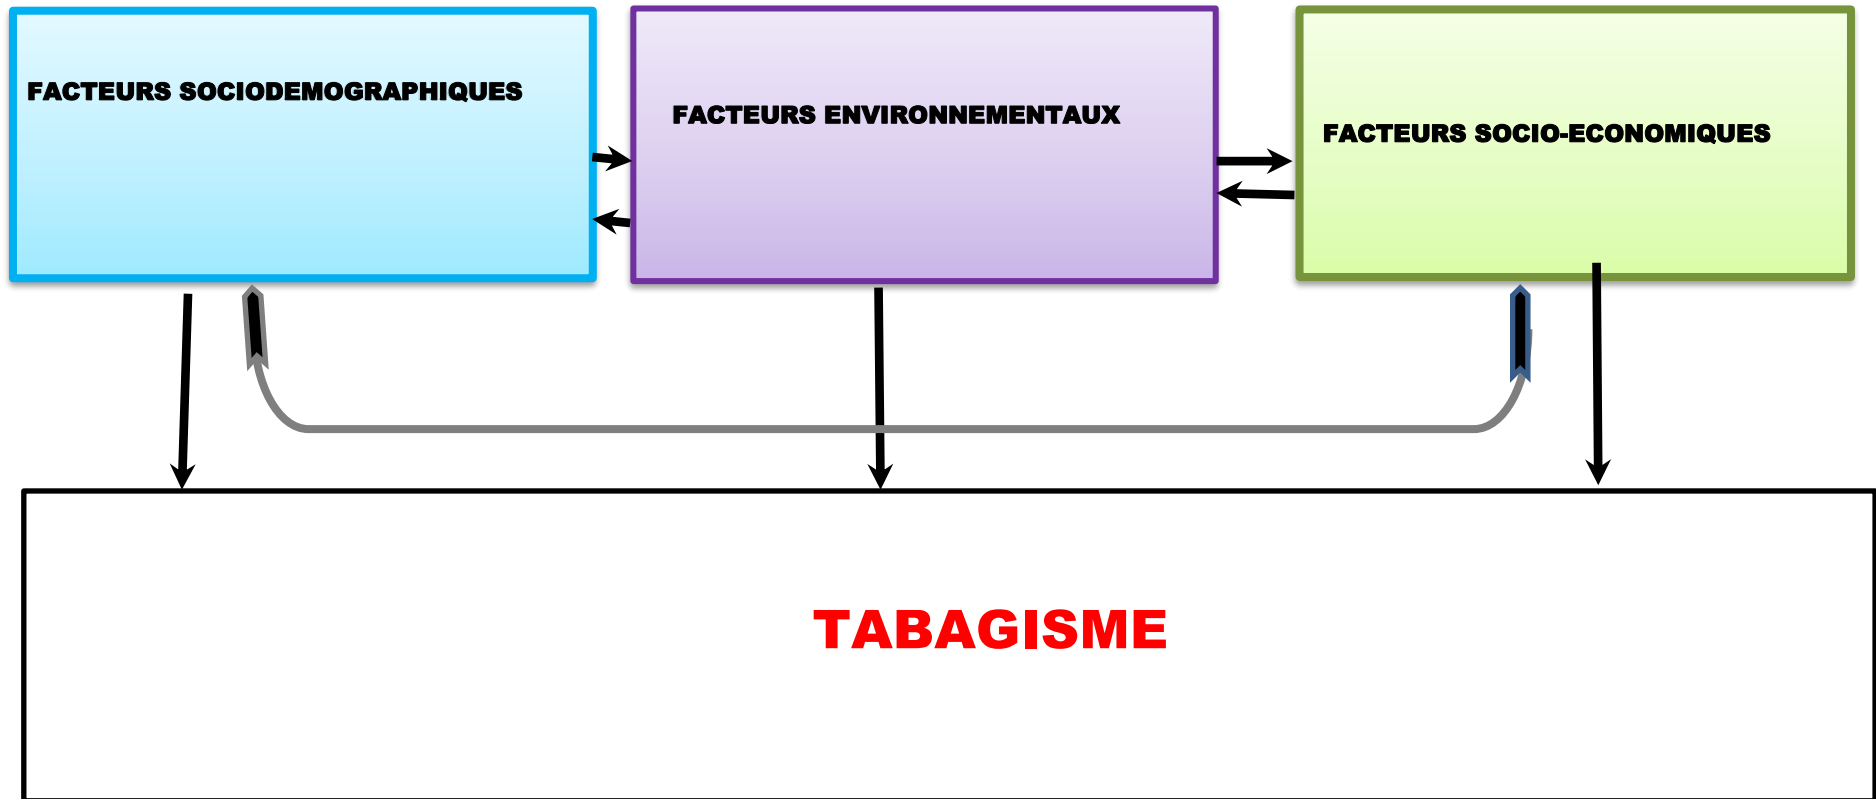 FACTEURS SOCIODEMOGRAPHIQUES
FACTEURS ENVIRONNEMENTAUX
FACTEURS SOCIO-ECONOMIQUES
TABAGISME